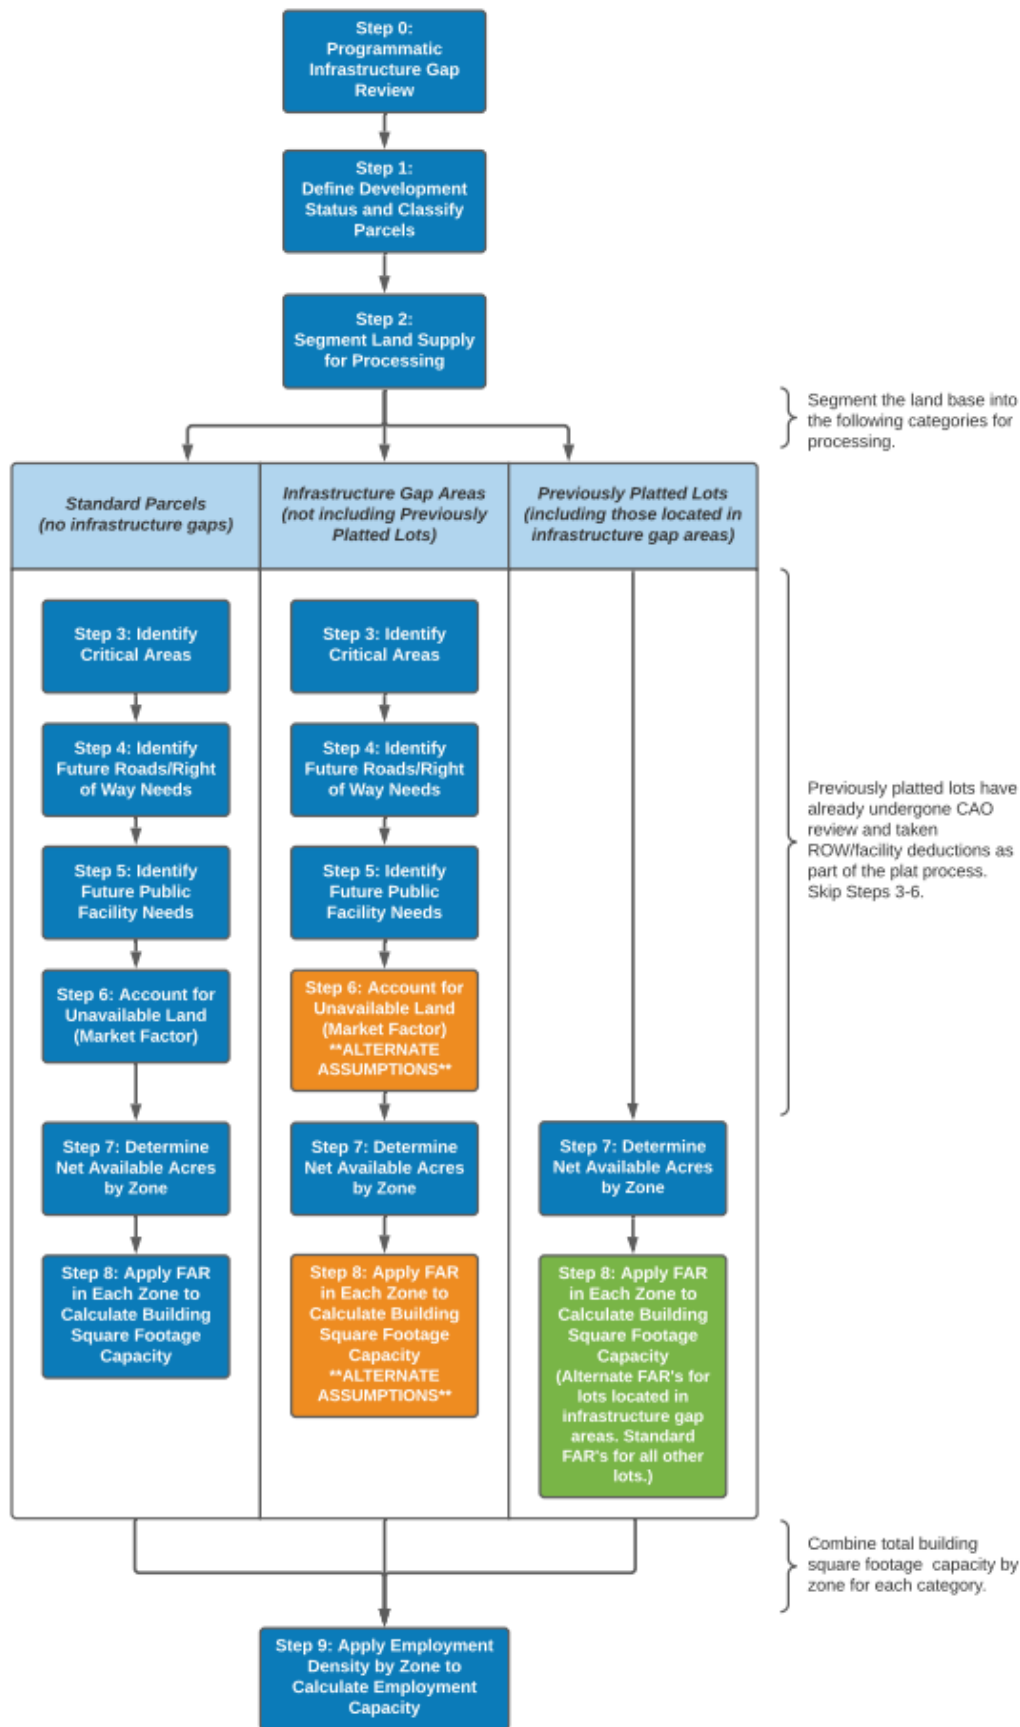 Step 0:
Programmatic
Infrastructure Gap
Review
Step 1:
Define Development
Status and Classify
Parcels
Step 2:
Segment Land Supply
for Processing
Segment the land base into
the following categories for
processing.
Standard Parcels
(no infrastructure gaps)
Infrastructure Gap Areas
(not including Previously
Platted Lots)
Previously Platted Lots
(including those located in
infrastructure gap areas)
Step 3: Identify
Critical Areas
Step 4: Identify
Future Roads/Right
of Way Needs
Step 5: Identify
Future Public
Facility Needs
Step 6: Account for
Unavailable Land
(Market Factor)
Step 7: Determine
Net Available Acres
by Zone
Step 8: Apply FAR
in Each Zone to
Calculate Building
Square Footage
Capacity
Step 3: Identify
Critical Areas
Step 4: Identify
Future Roads/Right
of Way Needs
Step 5: Identify
Future Public
Facility Needs
Step 6: Account for
Unavailable Land
(Market Factor)
**ALTERNATE
ASSUMPTIONS**
Step 7: Determine
Net Available Acres
by Zone
Step 8: Apply FAR
in Each Zone to
Calculate Building
Square Footage
Capacity
**ALTERNATE
ASSUMPTIONS**
Step 7: Determine
Net Available Acres
by Zone
Step 8: Apply FAR
in Each Zone to
Calculate Building
Square Footage
Capacity
(Alternate FAR's for
lots located in
infrastructure gap
areas. Standard
FAR's for all other
lots.)
Previously platted lots have
already undergone CAO
review and taken
ROW/facility deductions as
part of the plat process.
Skip Steps 3-6.
Combine total building
square footage capacity by
zone for each category.
Step 9: Apply Employment
Density by Zone to
Calculate Employment
Capacity